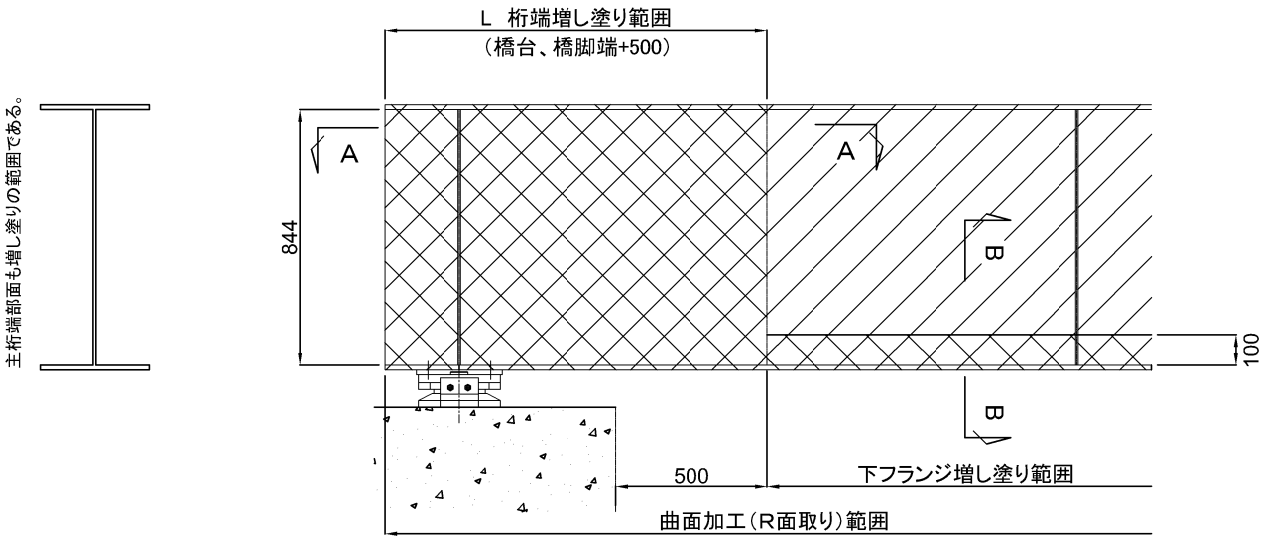 L 桁端増し塗り範囲
（橋台、橋脚端+500）
主桁端部面も増し塗りの範囲である。
A
A
844
B
100
B
500
下フランジ増し塗り範囲
曲面加工（R面取り）範囲